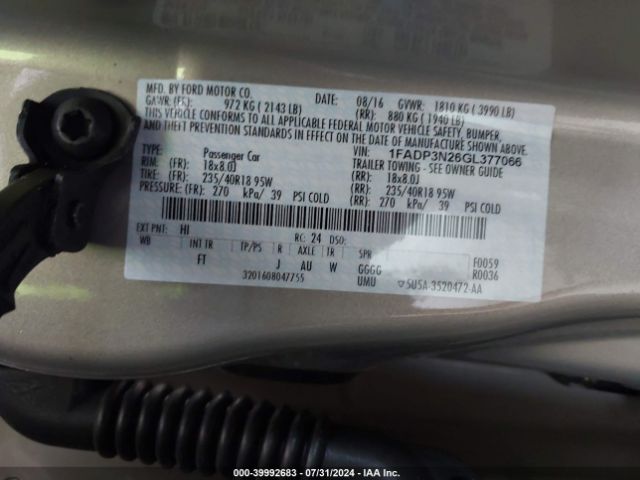 MFD. BY FORD MOTOR CO. DATE: 08/16 GVWR: 1810 KG ( 3990 LB)
GAWR: (FR): 972 KG ( 2143 LB) (RR): 880 KG ( 1940 LB)
THIS VEHICLE CONFORMS TO ALL APPLICABLE FEDERAL MOTOR VEHICLE SAFETY, BUMPER,
AND THEFT PREVENTION STANDARDS IN EFFECT ON THE DATE OF MANUFACTURE SHOWN ABOVE.
VIN: 1FADP3N26GL377066
TYPE: Passenger Car TRAILER TOWING - SEE OWNER GUIDE
RIM: (FR): 18x8.0J (RR): 18x8.0J
TIRE: (FR): 235/40R18 95W (RR): 235/40R18 95W
PRESSURE: (FR): 270 kPa/ 39 PSI COLD (RR): 270 kPa/ 39 PSI COLD
EXT PNT: HI RC: 24 DSO:
WB INT TR TP/PS R AXLE TR SPR
FT J AU W GGGG F0059
UMU R0036
3201608047755 5U5A-3520472-AA
000-39992683 / 07/31/2024 / IAA Inc.